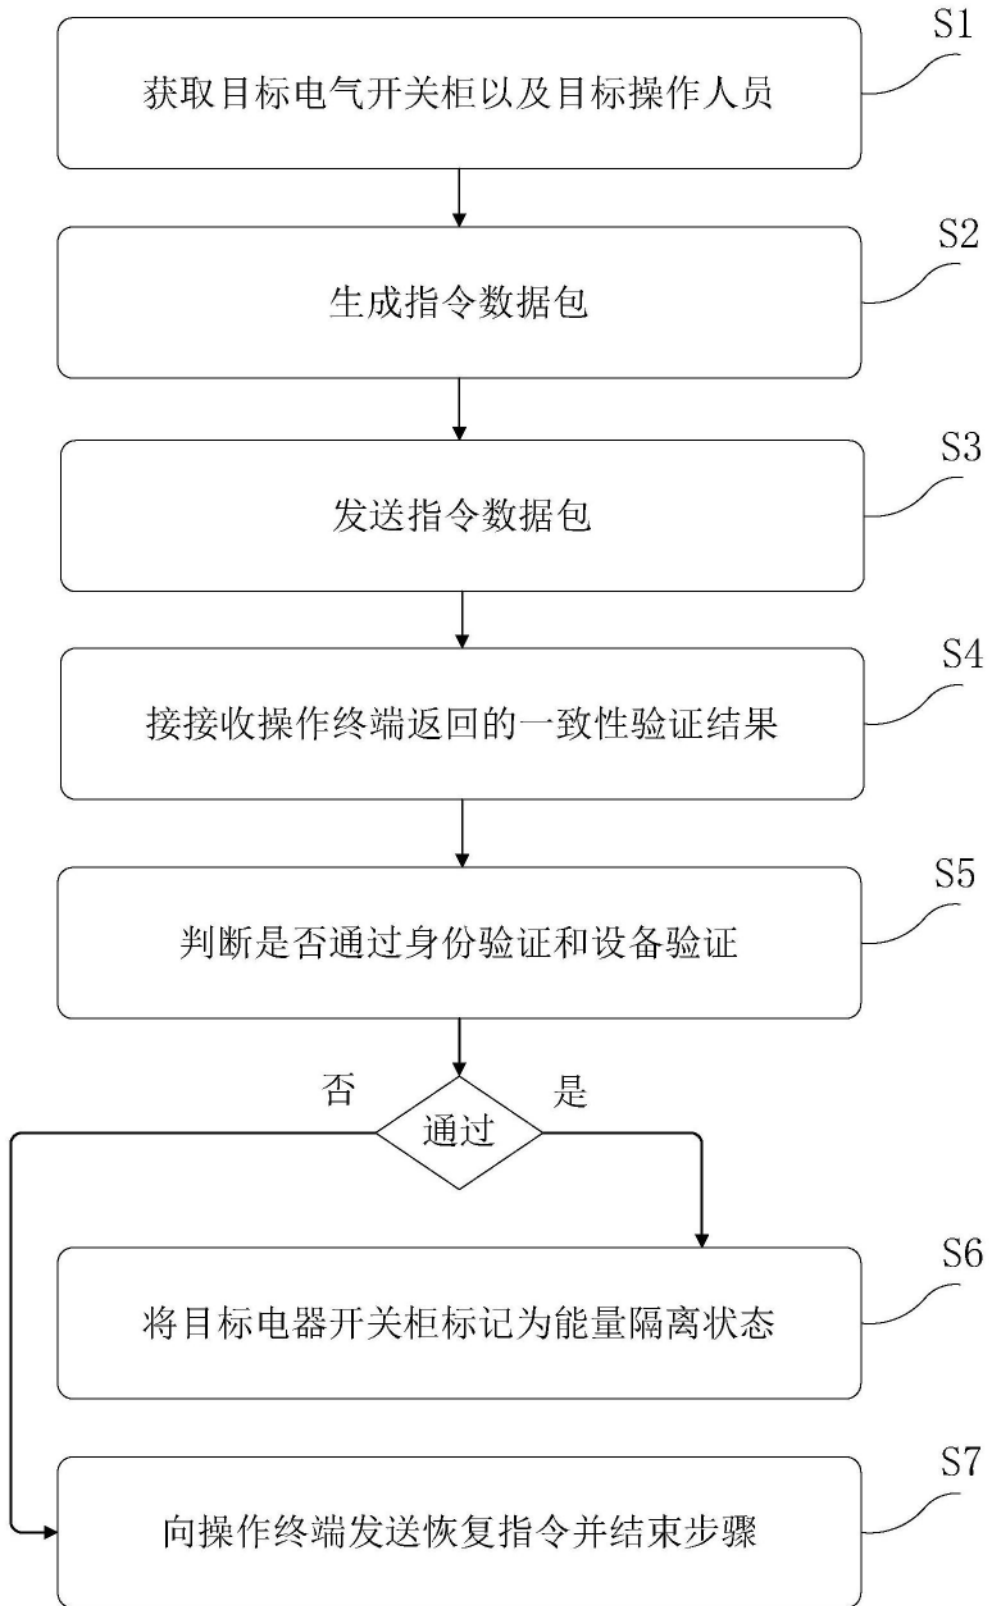 S1
获取目标电气开关柜以及目标操作人员
S2
生成指令数据包
S3
发送指令数据包
S4
接接收操作终端返回的一致性验证结果
S5
判断是否通过身份验证和设备验证
否
是
通过
S6
将目标电器开关柜标记为能量隔离状态
S7
向操作终端发送恢复指令并结束步骤